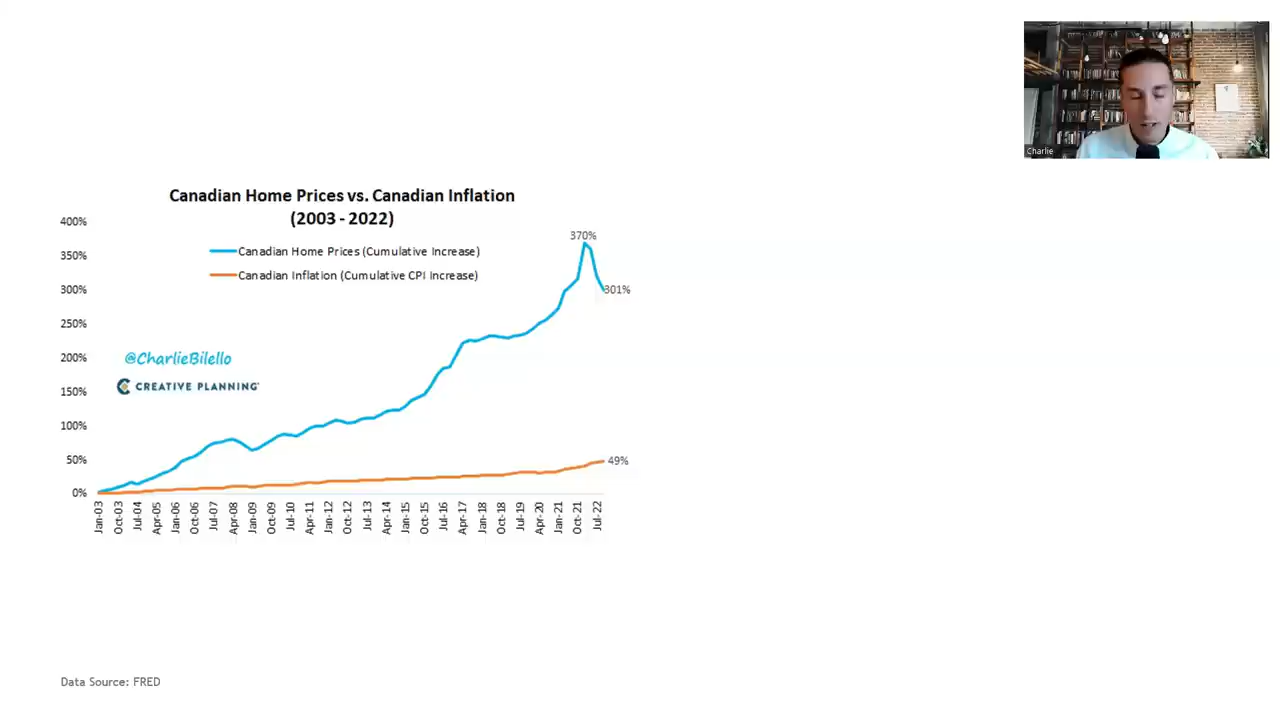 Charlie
Canadian Home Prices vs. Canadian Inflation
(2003 - 2022)
400%
350%
300%
250%
200%
150%
100%
50%
0%
Canadian Home Prices (Cumulative Increase)
Canadian Inflation (Cumulative CPI Increase)
370%
301%
49%
@CharlieBilello
CREATIVE PLANNING
Jan-03
Oct-03
Jul-04
Apr-05
Jan-06
Oct-06
Jul-07
Apr-08
Jan-09
Oct-09
Jul-10
Apr-11
Jan-12
Oct-12
Jul-13
Apr-14
Jan-15
Oct-15
Jul-16
Apr-17
Jan-18
Oct-18
Jul-19
Apr-20
Jan-21
Oct-21
Jul-22
Data Source: FRED